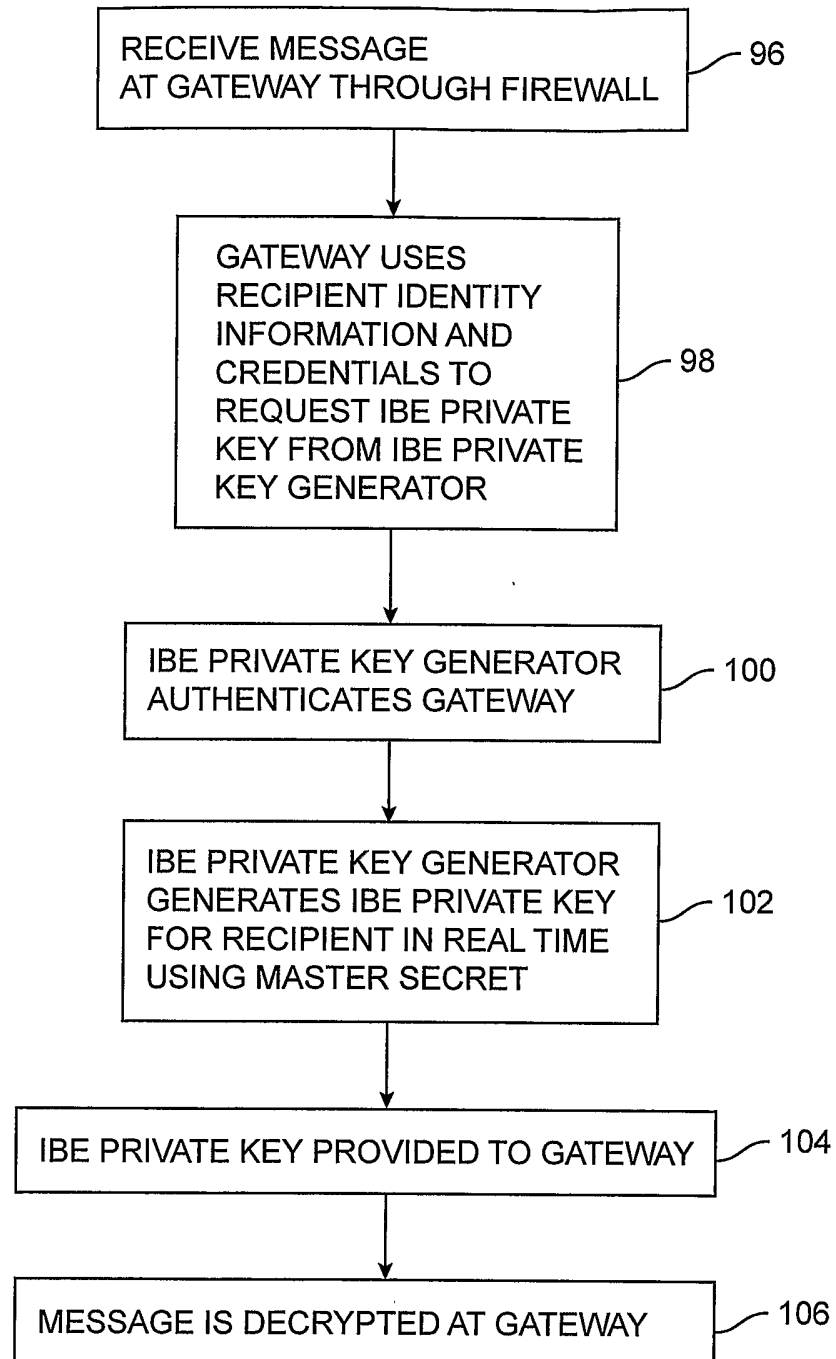 RECEIVE MESSAGE
AT GATEWAY THROUGH FIREWALL
96
GATEWAY USES
RECIPIENT IDENTITY
INFORMATION AND
CREDENTIALS TO
REQUEST IBE PRIVATE
KEY FROM IBE PRIVATE
KEY GENERATOR
98
IBE PRIVATE KEY GENERATOR
AUTHENTICATES GATEWAY
100
IBE PRIVATE KEY GENERATOR
GENERATES IBE PRIVATE KEY
FOR RECIPIENT IN REAL TIME
USING MASTER SECRET
102
IBE PRIVATE KEY PROVIDED TO GATEWAY
104
MESSAGE IS DECRYPTED AT GATEWAY
106